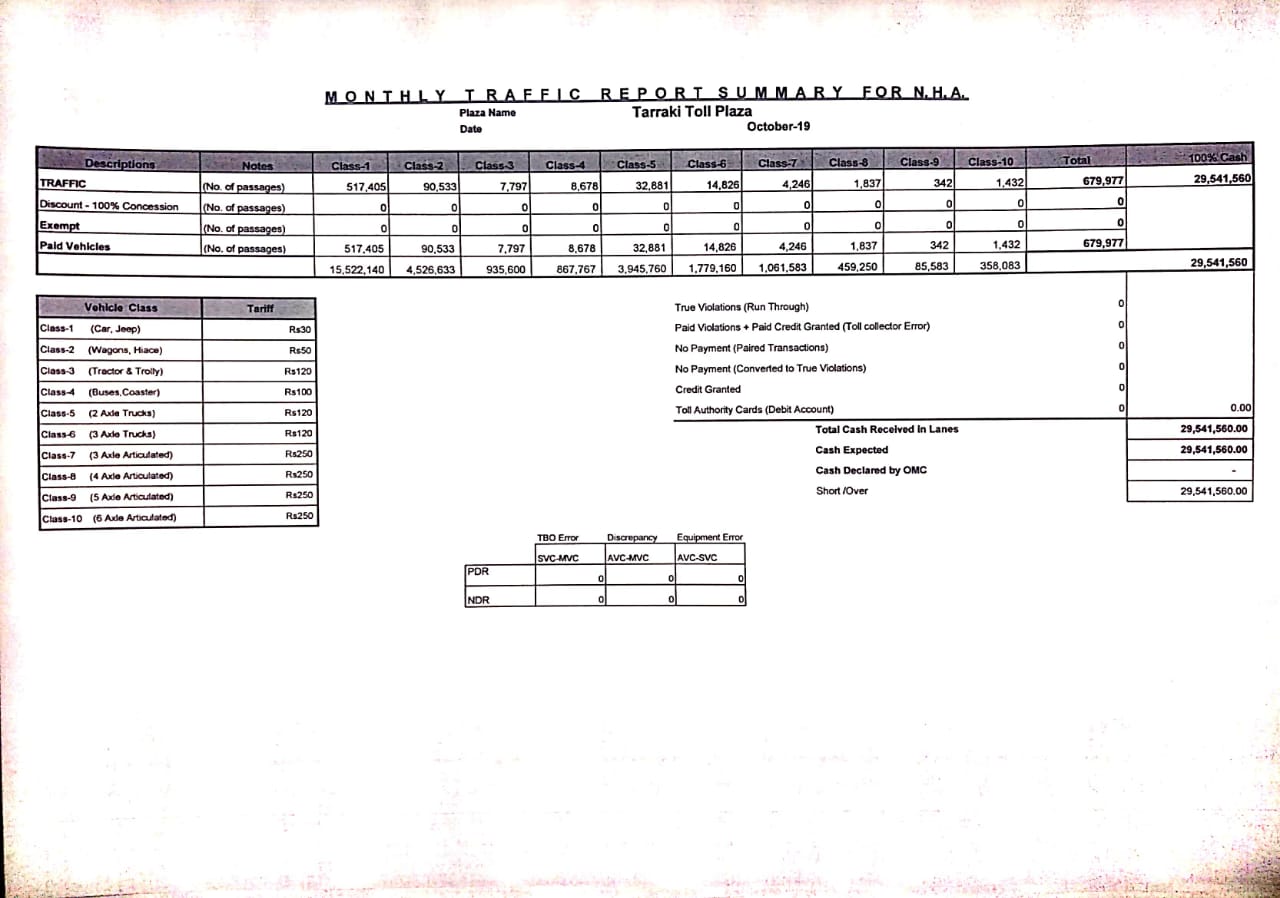 MONTHLY TRAFFIC REPORT SUMMARY FOR N.H.A.
Plaza Name Tarraki Toll Plaza
Date October-19
Descriptions Notes Class-1 Class-2 Class-3 Class-4 Class-5 Class-6 Class-7 Class-8 Class-9 Class-10 Total 100% Cash
TRAFFIC (No. of passages) 517,405 90,533 7,797 8,678 32,881 14,826 4,246 1,837 342 1,432 679,977 29,541,560
Discount - 100% Concession (No. of passages) 0 0 0 0 0 0 0 0 0 0 0
Exempt (No. of passages) 0 0 0 0 0 0 0 0 0 0 0
Paid Vehicles (No. of passages) 517,405 90,533 7,797 8,678 32,881 14,826 4,246 1,837 342 1,432 679,977
15,522,140 4,526,633 935,600 867,767 3,945,760 1,779,160 1,061,583 459,250 85,583 358,083 29,541,560
Vehicle Class Tariff
Class-1 (Car, Jeep) Rs30
Class-2 (Wagons, Hiace) Rs50
Class-3 (Tractor & Trolly) Rs120
Class-4 (Buses,Coaster) Rs100
Class-5 (2 Axle Trucks) Rs120
Class-6 (3 Axle Trucks) Rs120
Class-7 (3 Axle Articulated) Rs250
Class-8 (4 Axle Articulated) Rs250
Class-9 (5 Axle Articulated) Rs250
Class-10 (6 Axle Articulated) Rs250
True Violations (Run Through) 0
Paid Violations + Paid Credit Granted (Toll collector Error) 0
No Payment (Paired Transactions) 0
No Payment (Converted to True Violations) 0
Credit Granted 0
Toll Authority Cards (Debit Account) 0 0.00
Total Cash Received In Lanes 29,541,560.00
Cash Expected 29,541,560.00
Cash Declared by OMC -
Short /Over 29,541,560.00
TBO Error Discrepancy Equipment Error
SVC-MVC AVC-MVC AVC-SVC
PDR 0 0 0
NDR 0 0 0